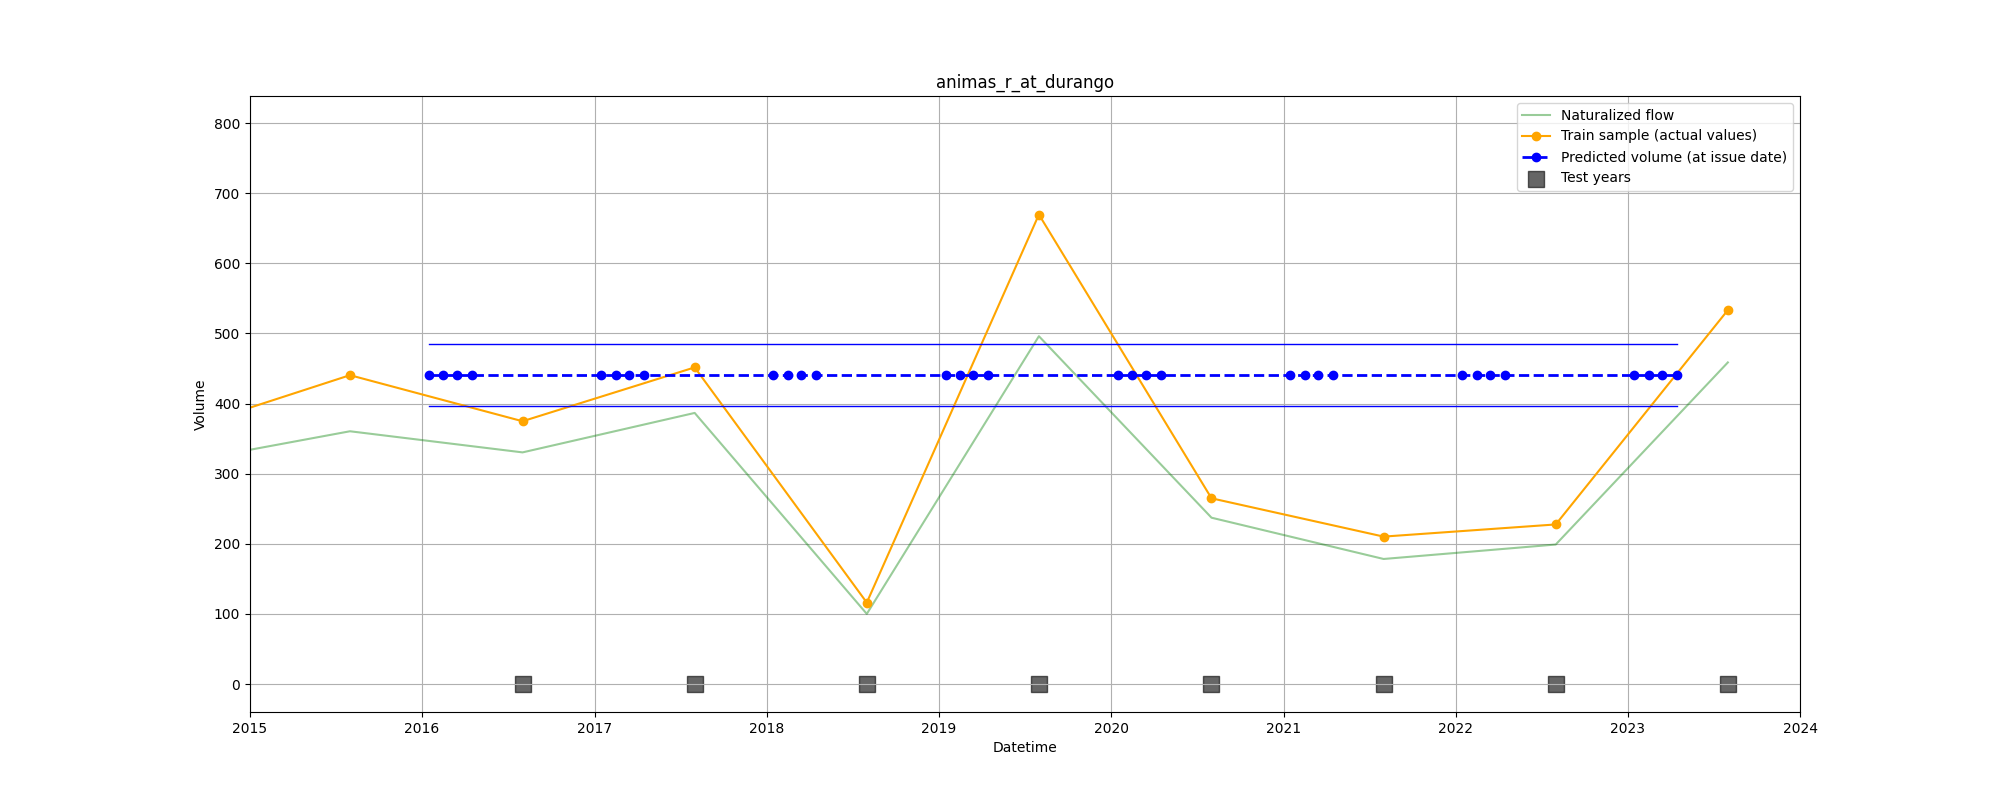 animas_r_at_durango
Naturalized flow
Train sample (actual values)
Predicted volume (at issue date)
Test years
Volume
800
700
600
500
400
300
200
100
0
2015 2016 2017 2018 2019 2020 2021 2022 2023 2024
Datetime